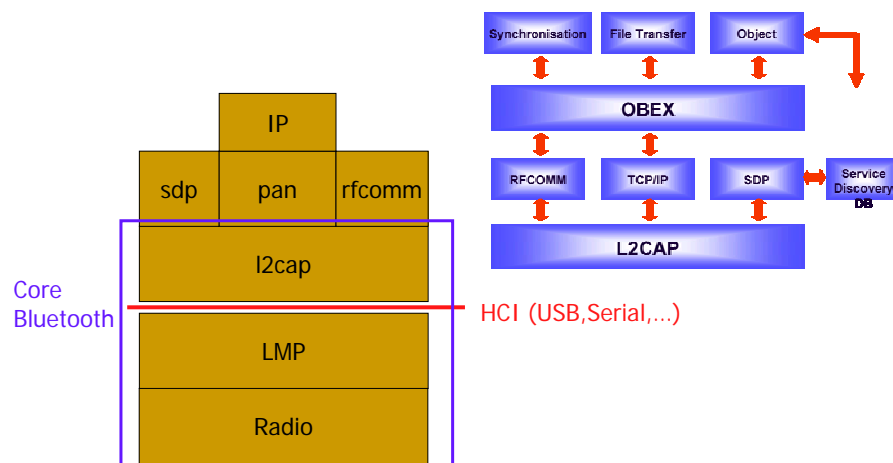 Synchronisation
File Transfer
Object
OBEX
RFCOMM
TCP/IP
SDP
Service
Discovery
DB
L2CAP
IP
sdp
pan
rfcomm
l2cap
Core
Bluetooth
HCI (USB,Serial,...)
LMP
Radio